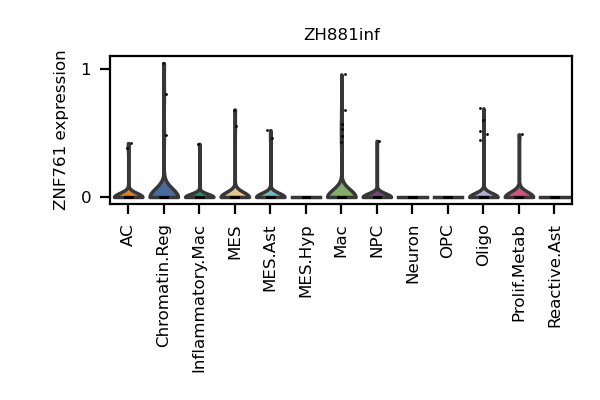 ZH881inf
ZNF761 expression
1
0
AC
Chromatin.Reg
Inflammatory.Mac
MES
MES.Ast
MES.Hyp
Mac
NPC
Neuron
OPC
Oligo
Prolif.Metab
Reactive.Ast